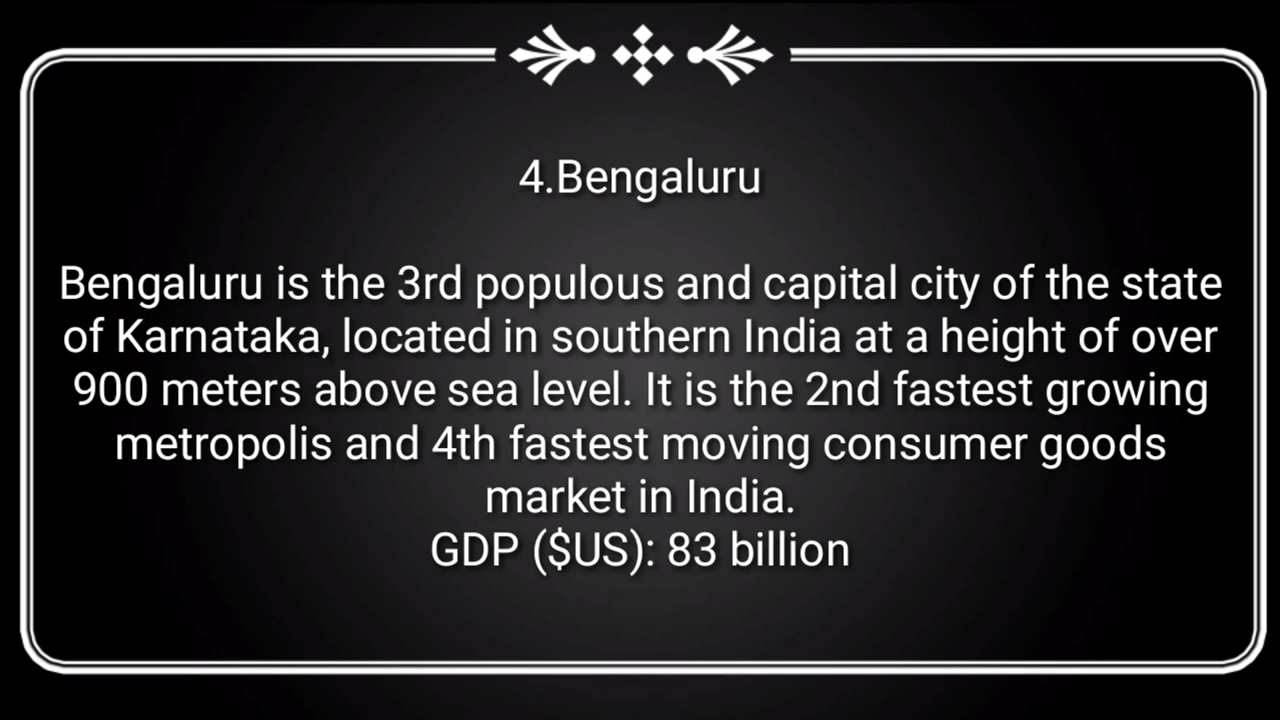 4.Bengaluru
Bengaluru is the 3rd populous and capital city of the state
of Karnataka, located in southern India at a height of over
900 meters above sea level. It is the 2nd fastest growing
metropolis and 4th fastest moving consumer goods
market in India.
GDP ($US): 83 billion